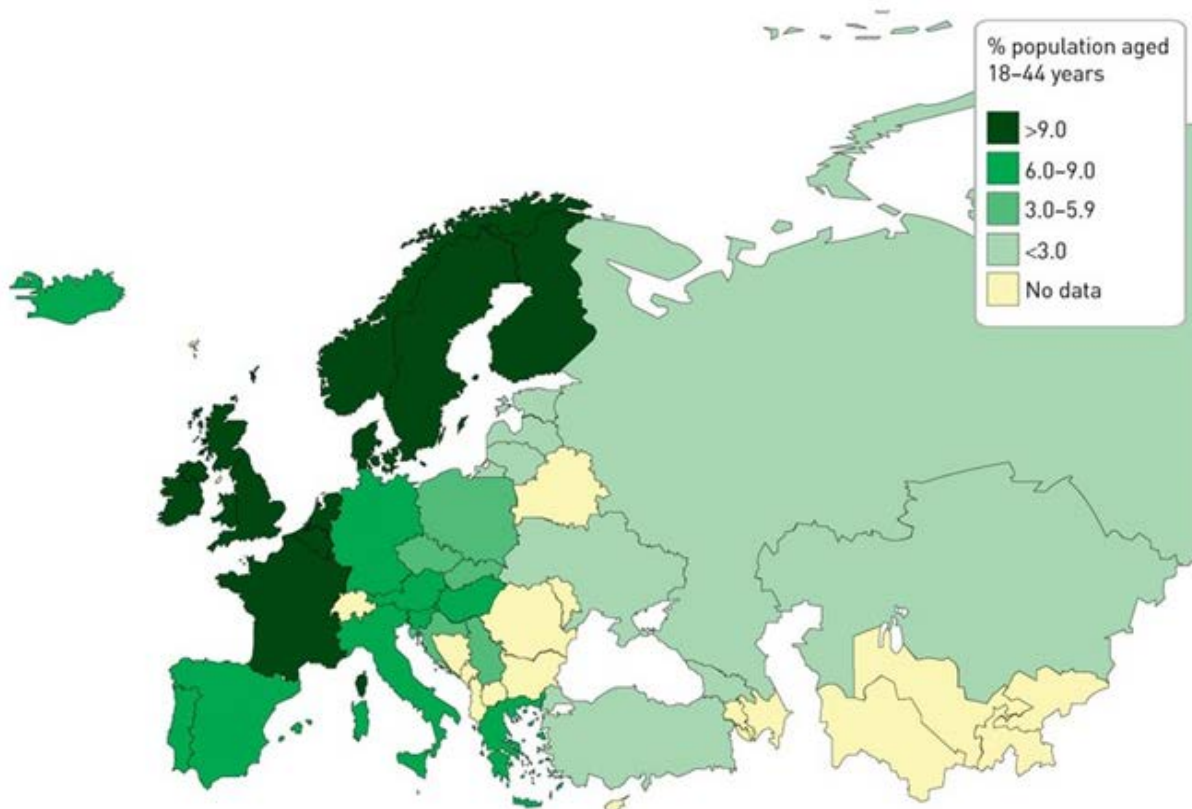 % population aged
18–44 years
>9.0
6.0–9.0
3.0–5.9
<3.0
No data